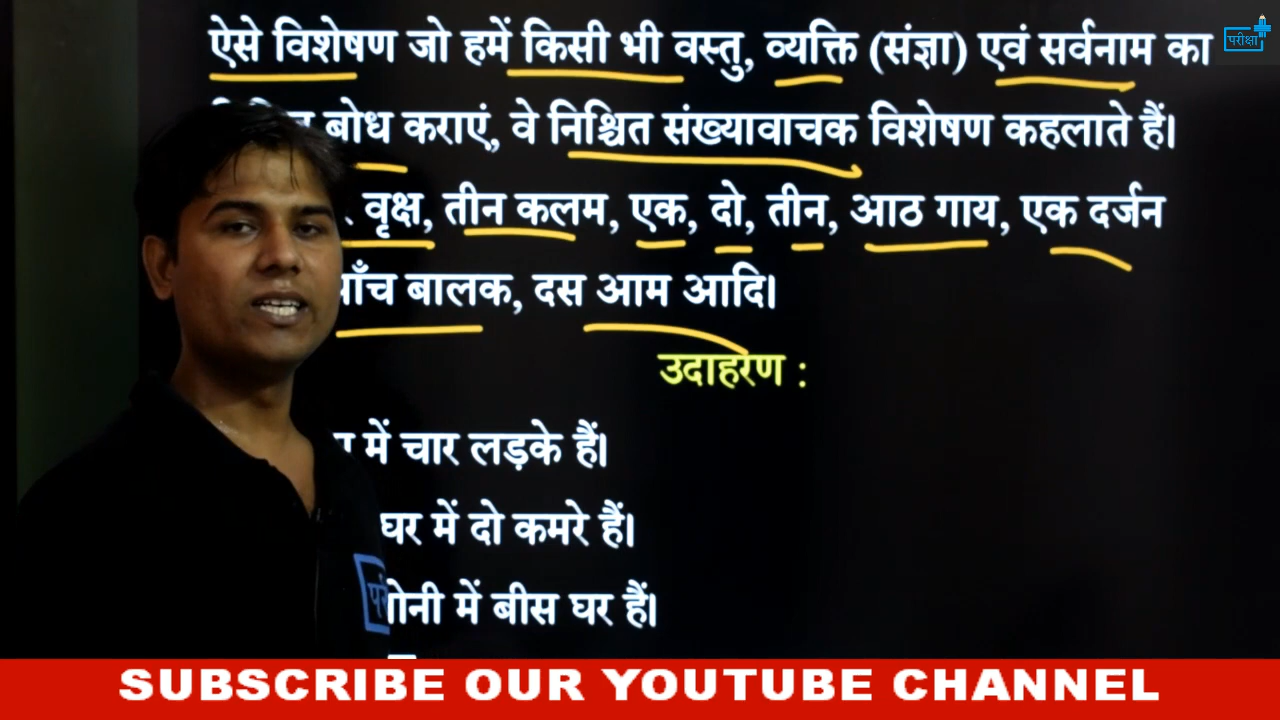 ऐसे विशेषण जो हमें किसी भी वस्तु, व्यक्ति (संज्ञा) एवं सर्वनाम का
बोध कराएं, वे निश्चित संख्यावाचक विशेषण कहलाते हैं।
वृक्ष, तीन कलम, एक, दो, तीन, आठ गाय, एक दर्जन
बालक, दस आम आदि।
उदाहरण :
में चार लड़के हैं।
घर में दो कमरे हैं।
में बीस घर हैं।
परीक्षा
SUBSCRIBE OUR YOUTUBE CHANNEL